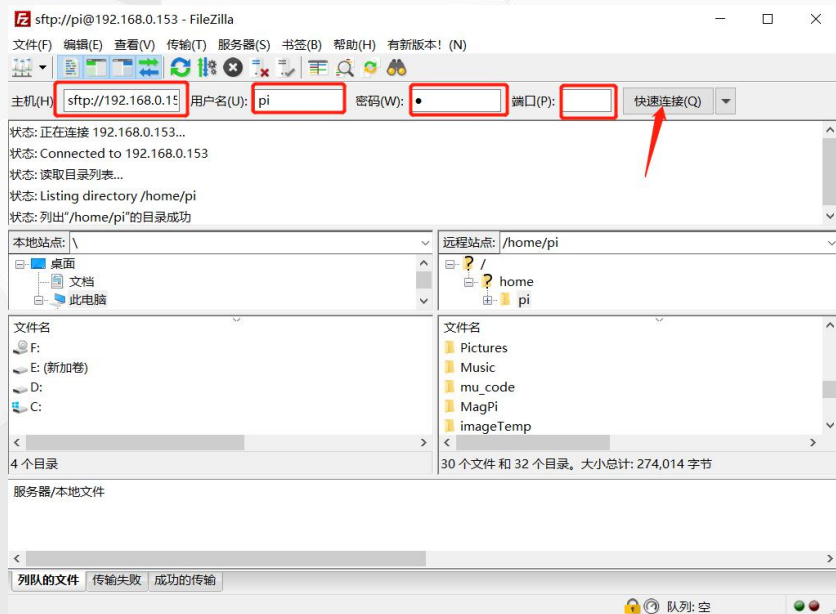 sftp://pi@192.168.0.153 - FileZilla
文件(F) 编辑(E) 查看(V) 传输(T) 服务器(S) 书签(B) 帮助(H) 有新版本! (N)
主机(H) sftp://192.168.0.15 用户名(U): pi 密码(W): ● 端口(P): 快速连接(Q)
状态: 正在连接 192.168.0.153...
状态: Connected to 192.168.0.153
状态: 读取目录列表...
状态: Listing directory /home/pi
状态: 列出"/home/pi"的目录成功
本地站点: \
桌面
文档
此电脑
文件名
F:
E: (新加卷)
D:
C:
4 个目录
远程站点: /home/pi
/
home
pi
文件名
Pictures
Music
mu_code
MagPi
imageTemp
30 个文件 和 32 个目录。大小总计: 274,014 字节
服务器/本地文件
列队的文件 传输失败 成功的传输
队列: 空